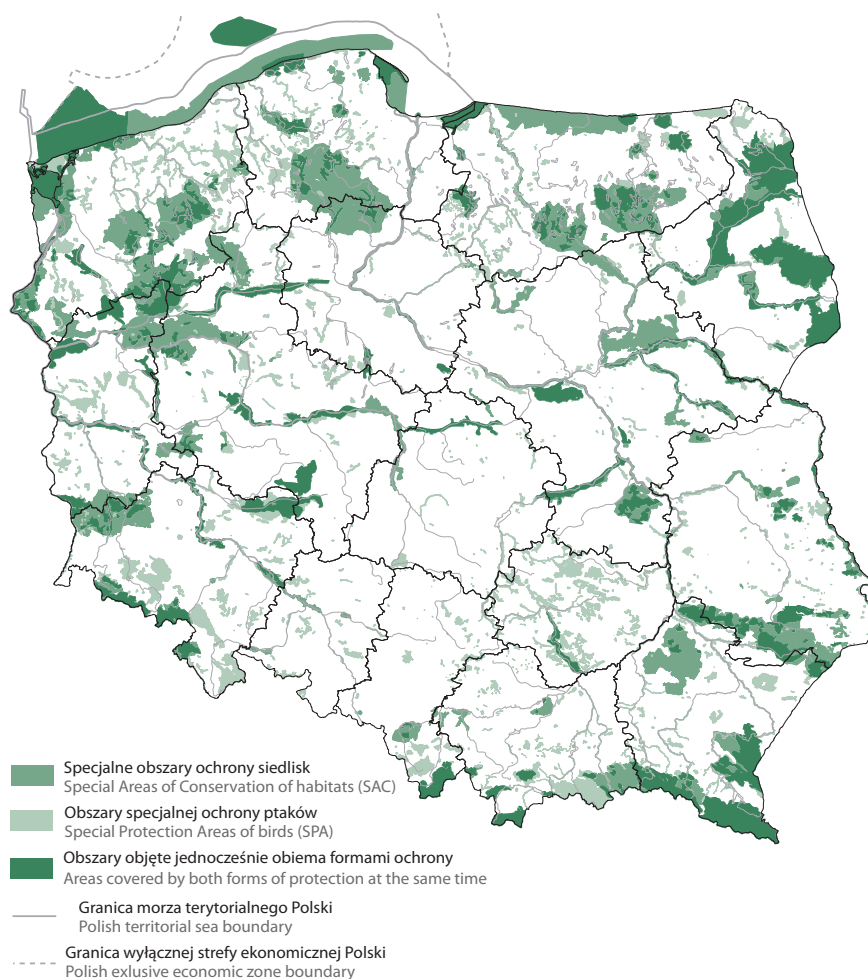 Specjalne obszary ochrony siedlisk
Special Areas of Conservation of habitats (SAC)
Obszary specjalnej ochrony ptaków
Special Protection Areas of birds (SPA)
Obszary objęte jednocześnie obiema formami ochrony
Areas covered by both forms of protection at the same time
Granica morza terytorialnego Polski
Polish territorial sea boundary
Granica wyłącznej strefy ekonomicznej Polski
Polish exlusive economic zone boundary